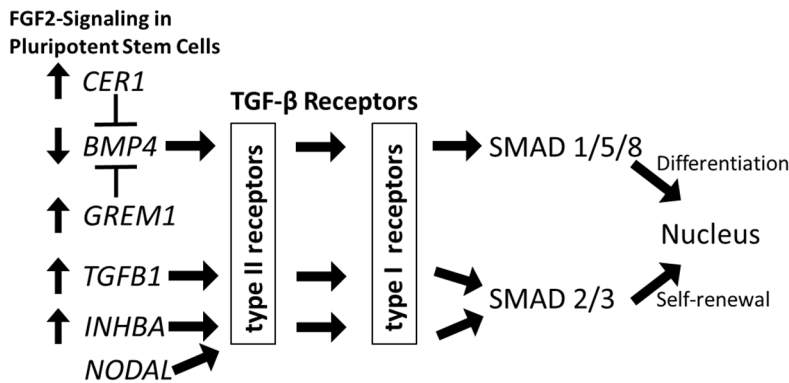 FGF2-Signaling in
Pluripotent Stem Cells
CER1
TGF-β Receptors
BMP4
SMAD 1/5/8
Differentiation
GREM1
Nucleus
type II receptors
type I receptors
TGFB1
SMAD 2/3
Self-renewal
INHBA
NODAL